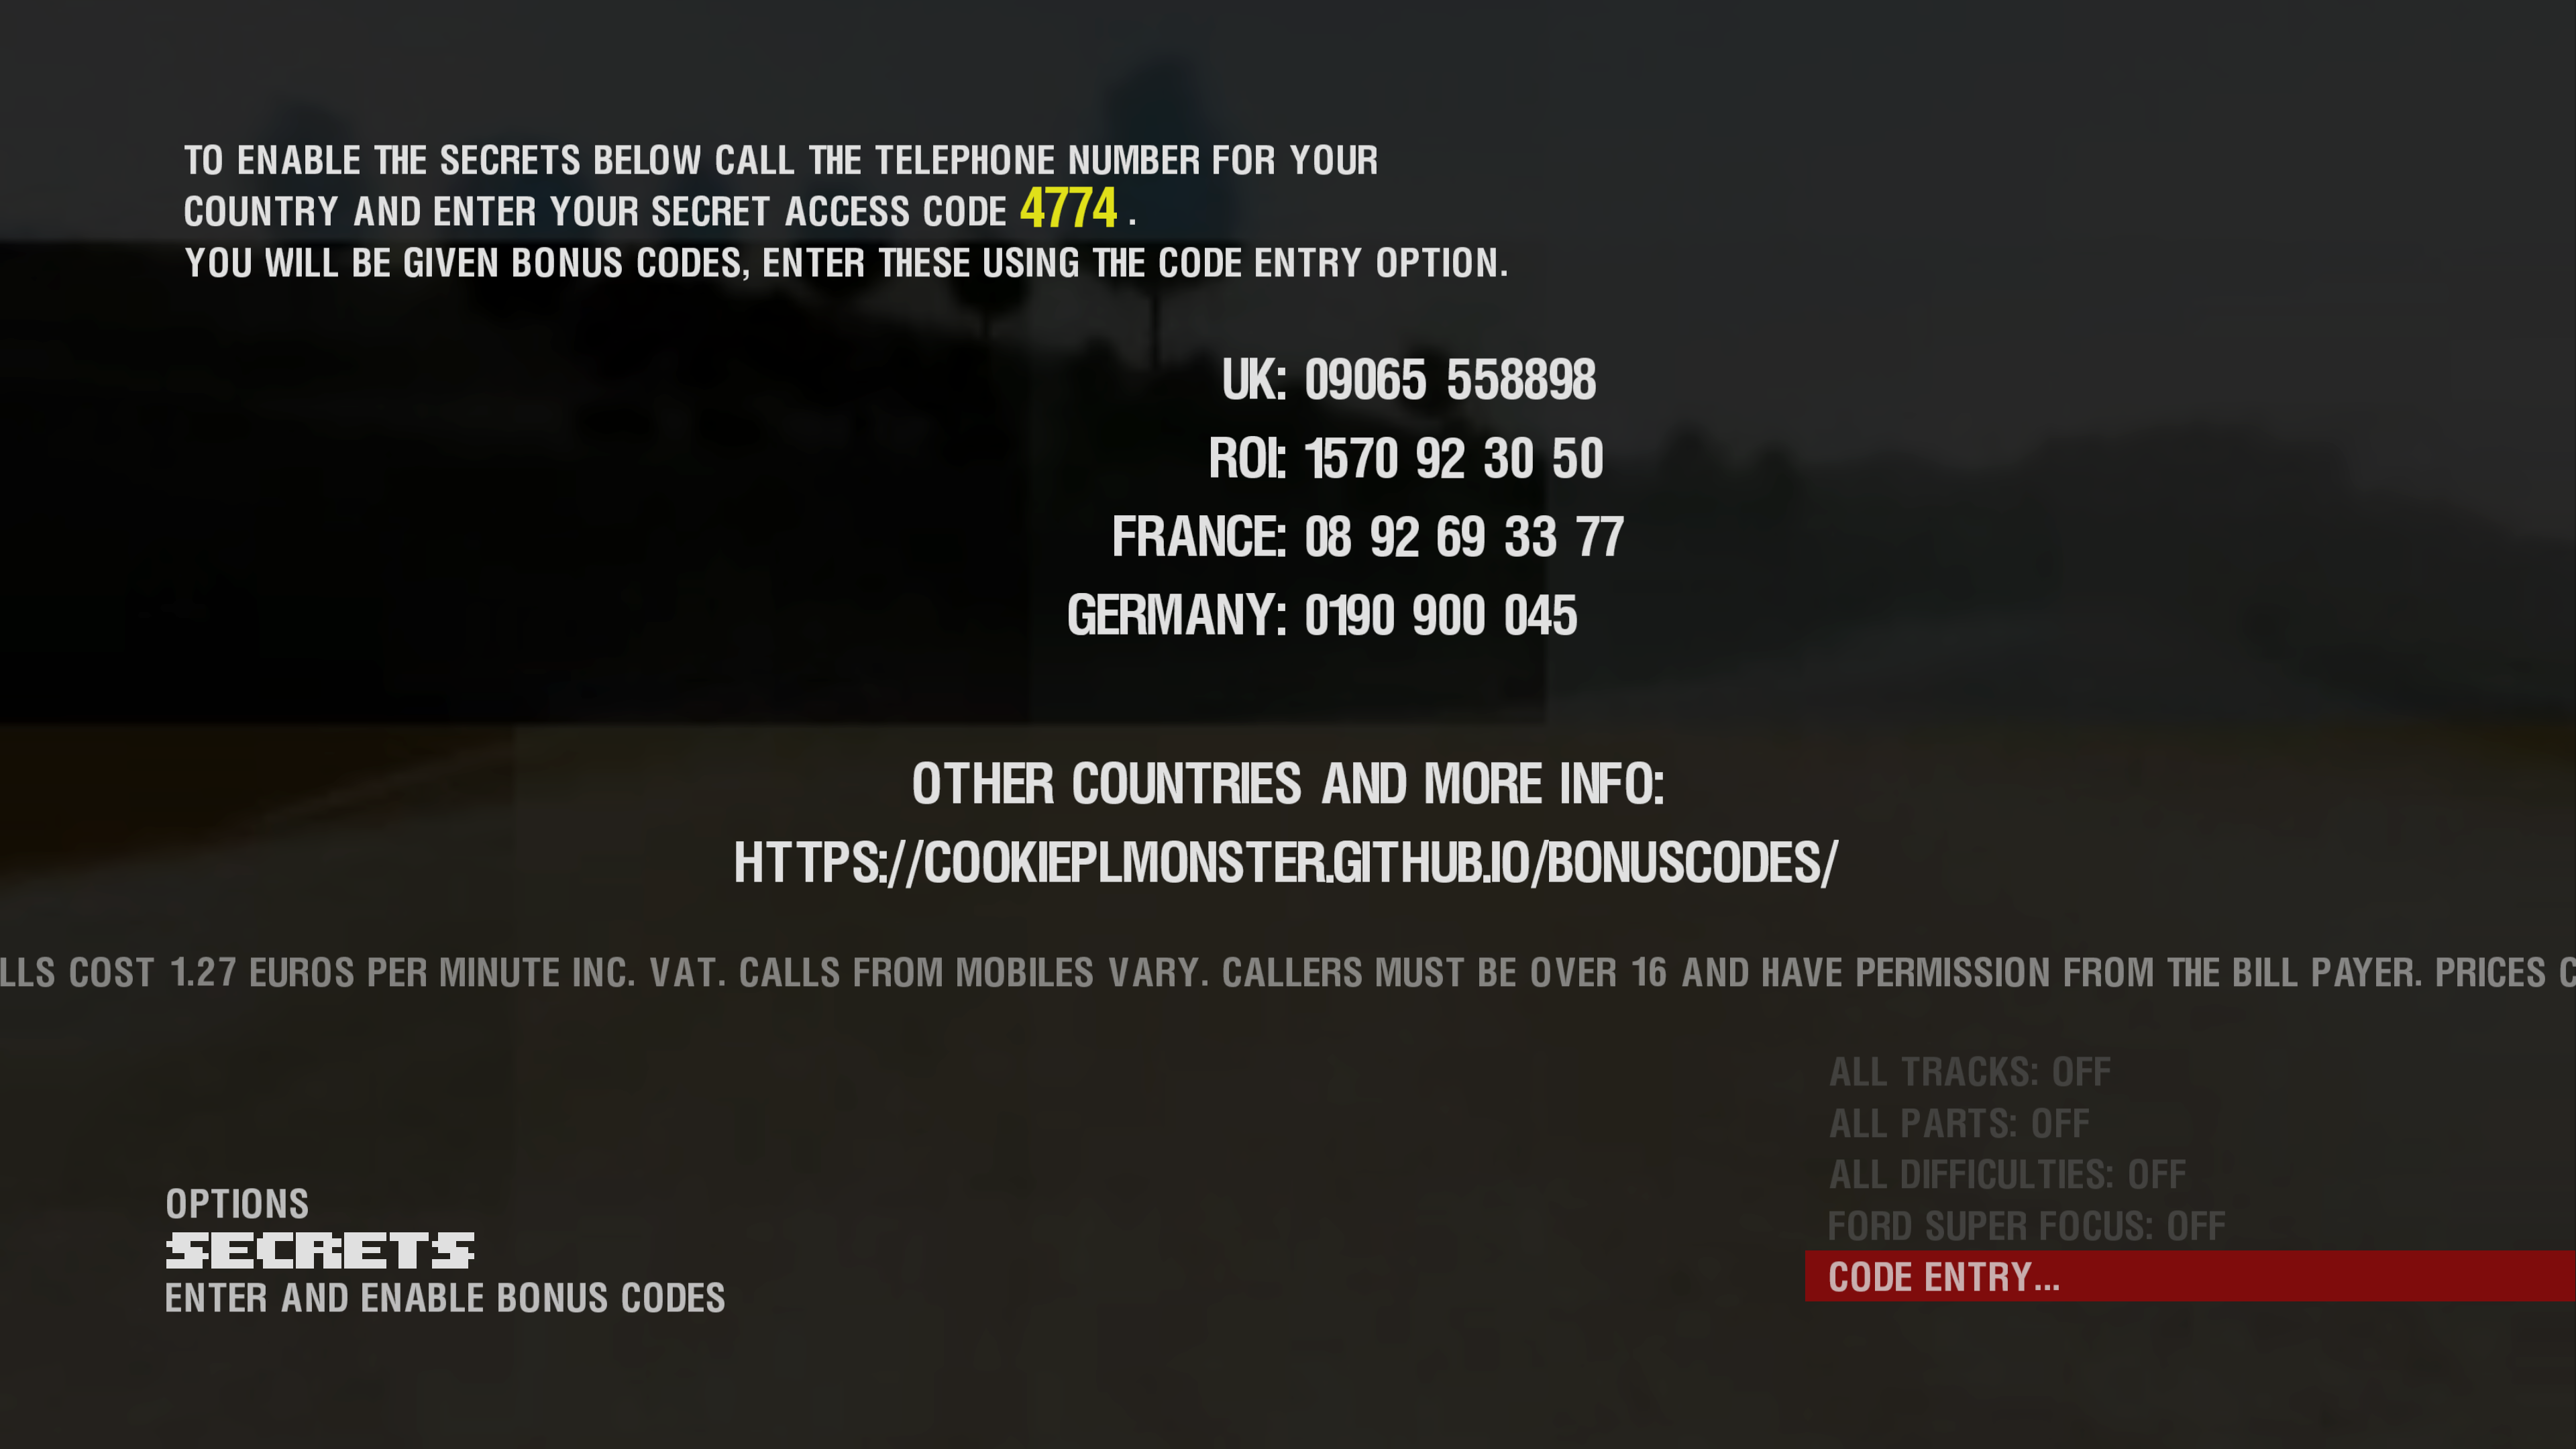 TO ENABLE THE SECRETS BELOW CALL THE TELEPHONE NUMBER FOR YOUR
COUNTRY AND ENTER YOUR SECRET ACCESS CODE 4774 .
YOU WILL BE GIVEN BONUS CODES, ENTER THESE USING THE CODE ENTRY OPTION.
UK: 09065 558898
ROI: 1570 92 30 50
FRANCE: 08 92 69 33 77
GERMANY: 0190 900 045
OTHER COUNTRIES AND MORE INFO:
HTTPS://COOKIEPLMONSTER.GITHUB.IO/BONUSCODES/
LLS COST 1.27 EUROS PER MINUTE INC. VAT. CALLS FROM MOBILES VARY. CALLERS MUST BE OVER 16 AND HAVE PERMISSION FROM THE BILL PAYER. PRICES C
ALL TRACKS: OFF
ALL PARTS: OFF
ALL DIFFICULTIES: OFF
FORD SUPER FOCUS: OFF
CODE ENTRY...
OPTIONS
SECRETS
ENTER AND ENABLE BONUS CODES